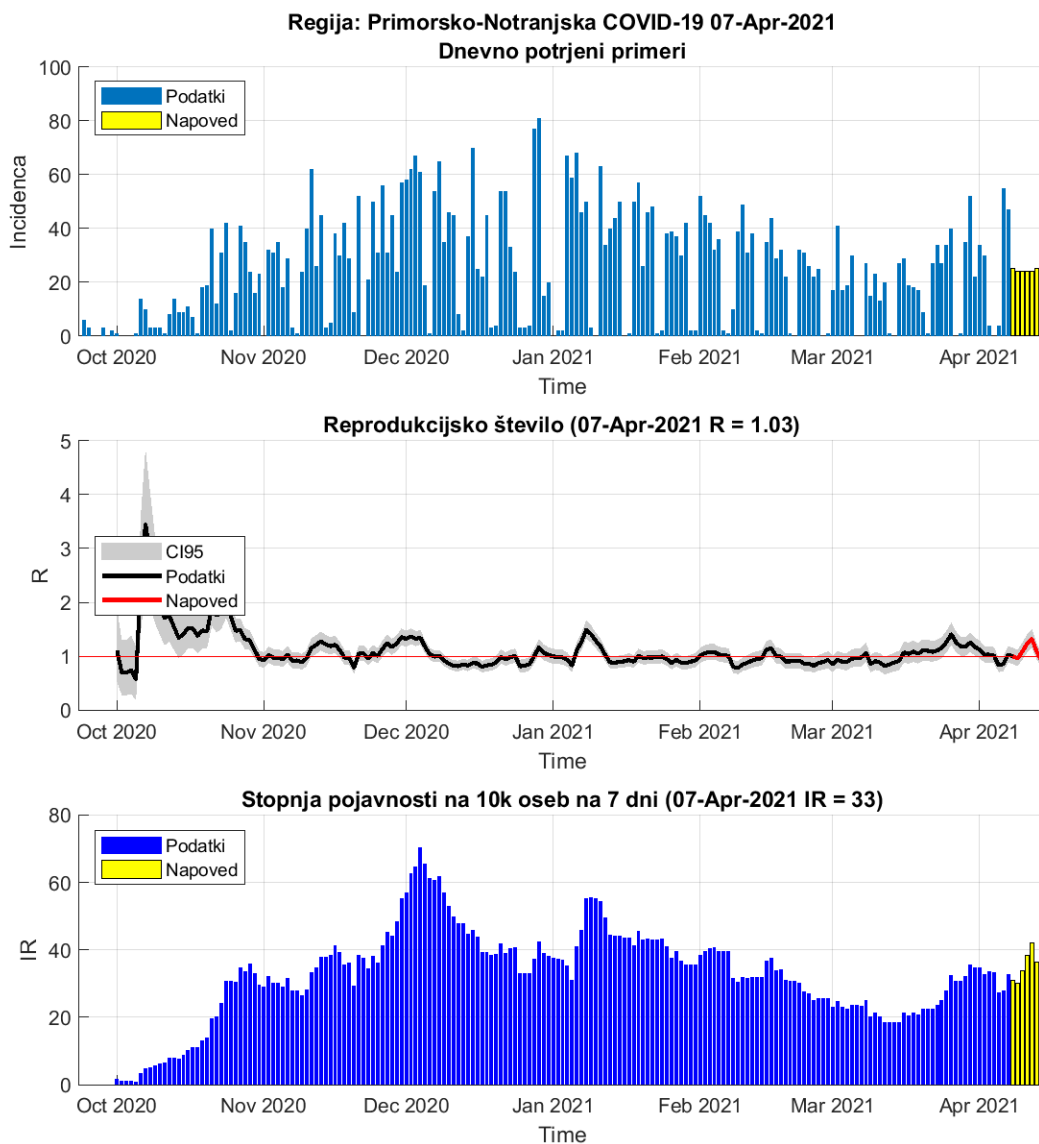 Regija: Primorsko-Notranjska COVID-19 07-Apr-2021
Dnevno potrjeni primeri
100
80
60
40
20
0
Incidenca
Podatki
Napoved
Oct 2020 Nov 2020 Dec 2020 Jan 2021 Feb 2021 Mar 2021 Apr 2021
Time
Reprodukcijsko število (07-Apr-2021 R = 1.03)
5
4
3
2
1
0
R
CI95
Podatki
Napoved
Oct 2020 Nov 2020 Dec 2020 Jan 2021 Feb 2021 Mar 2021 Apr 2021
Time
Stopnja pojavnosti na 10k oseb na 7 dni (07-Apr-2021 IR = 33)
80
60
40
20
0
IR
Podatki
Napoved
Oct 2020 Nov 2020 Dec 2020 Jan 2021 Feb 2021 Mar 2021 Apr 2021
Time